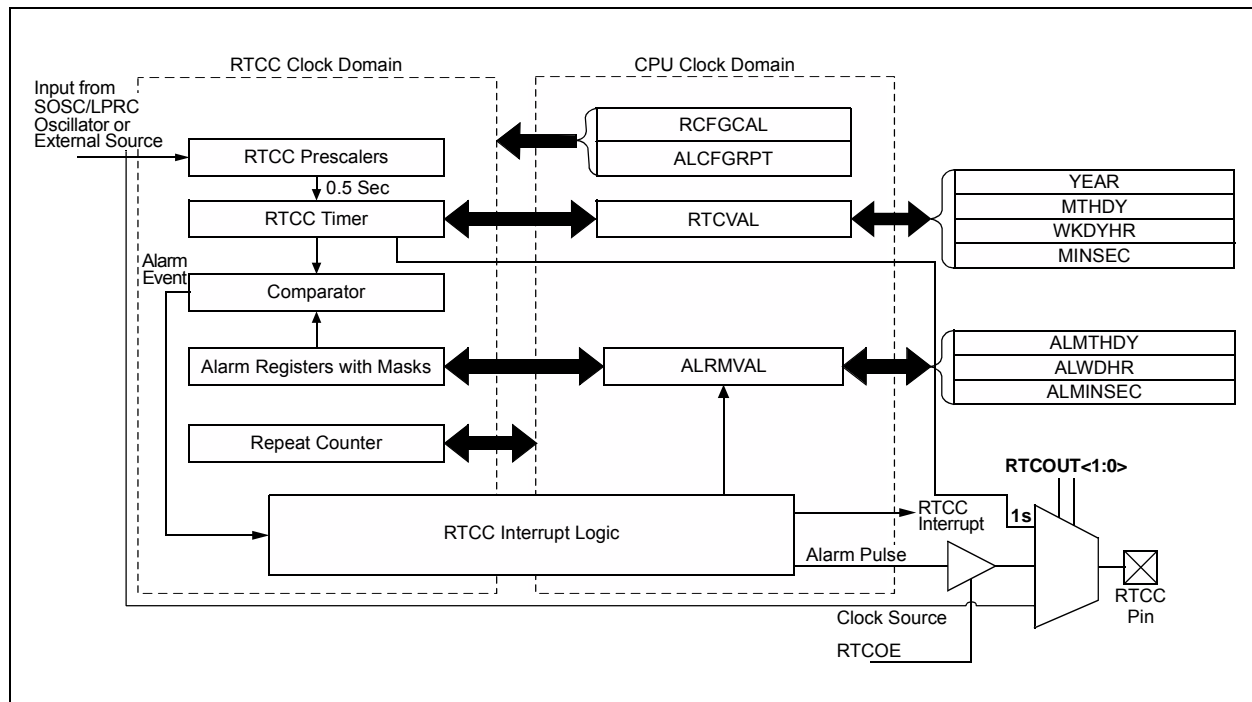 RTCC Clock Domain
CPU Clock Domain
Input from
SOSC/LPRC
Oscillator or
External Source
RTCC Prescalers
0.5 Sec
RTCC Timer
Alarm
Event
Comparator
Alarm Registers with Masks
Repeat Counter
RTCC Interrupt Logic
RCFGCAL
ALCFGRPT
RTCVAL
ALRMVAL
YEAR
MTHDY
WKDYHR
MINSEC
ALMTHDY
ALWDHR
ALMINSEC
RTCOUT<1:0>
RTCC
Interrupt
1s
Alarm Pulse
Clock Source
RTCOE
RTCC
Pin